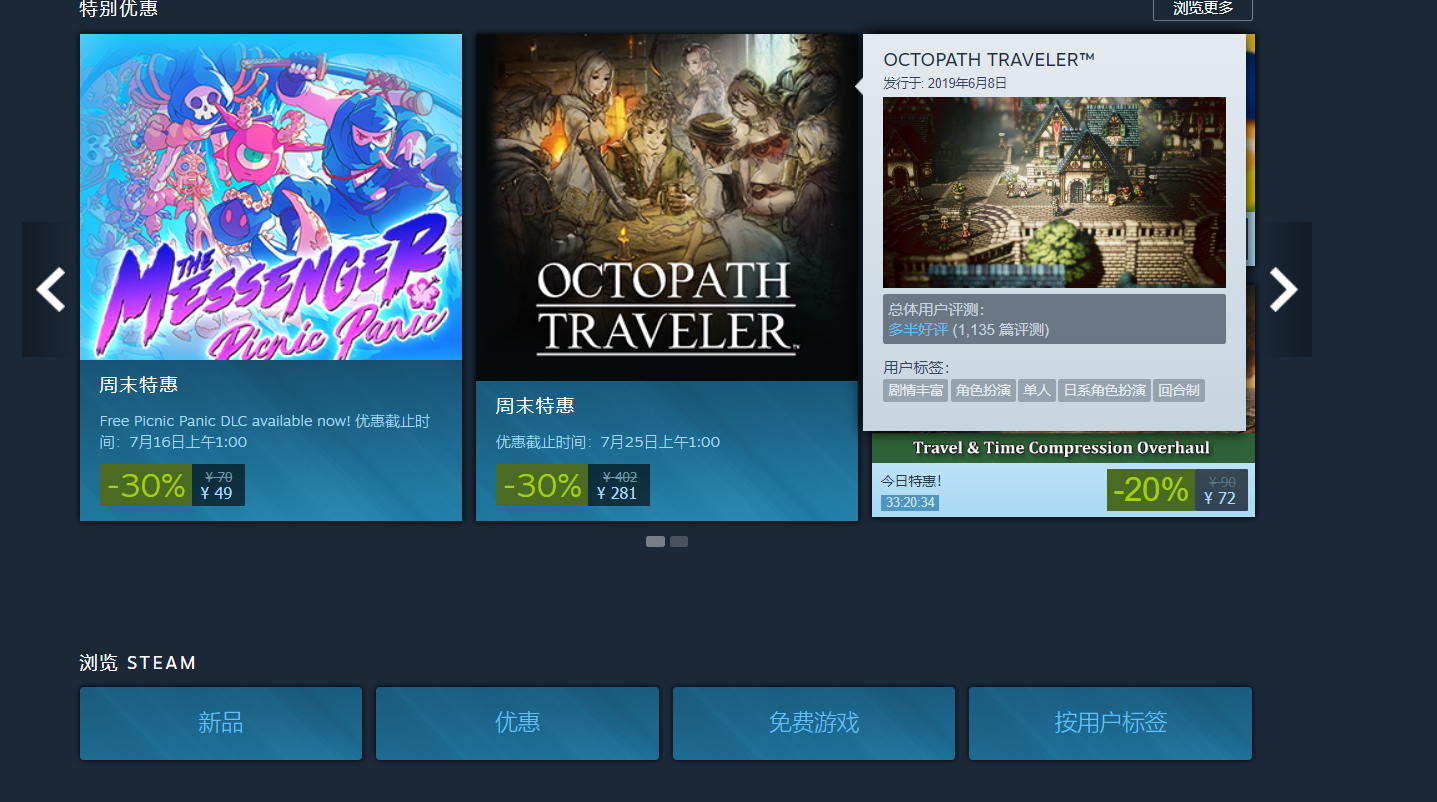 特别优惠
浏览更多
THE
MESSENGER
Picnic Panic
周末特惠
Free Picnic Panic DLC available now! 优惠截止时
间：7月16日上午1:00
-30%
¥ 70
¥ 49
OCTOPATH
TRAVELER™
周末特惠
优惠截止时间：7月25日上午1:00
-30%
¥ 402
¥ 281
OCTOPATH TRAVELER™
发行于: 2019年6月8日
总体用户评测：
多半好评 (1,135 篇评测)
用户标签：
剧情丰富 角色扮演 单人 日系角色扮演 回合制
Travel & Time Compression Overhaul
今日特惠！
33:20:34
-20%
¥ 90
¥ 72
浏览 STEAM
新品
优惠
免费游戏
按用户标签